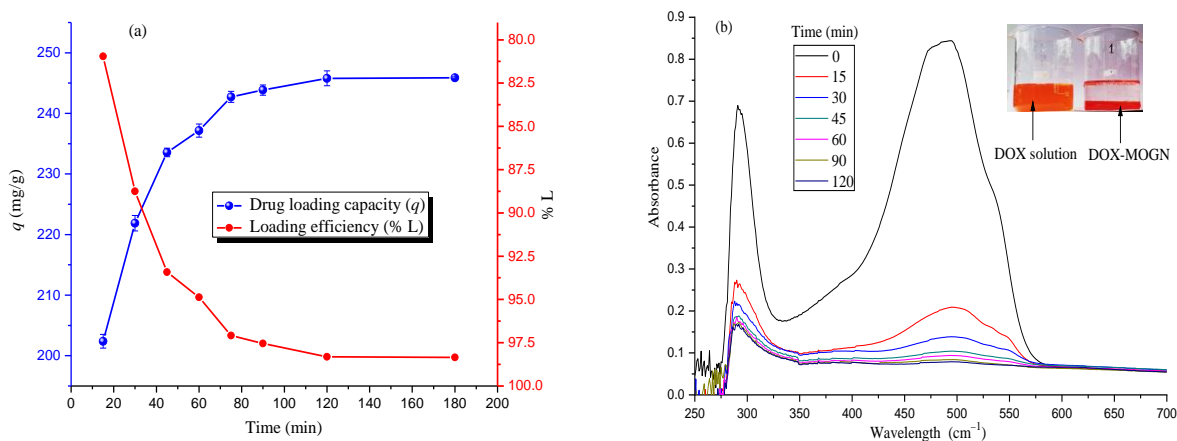 (a)
250
245
240
235
230
225
220
215
210
205
200
q (mg/g)
80.0
82.5
85.0
87.5
90.0
92.5
95.0
97.5
100.0
% L
Drug loading capacity (q)
Loading efficiency (% L)
0 20 40 60 80 100 120 140 160 180 200
Time (min)
(b)
0.9
0.8
0.7
0.6
0.5
0.4
0.3
0.2
0.1
0.0
Absorbance
Time (min)
0
15
30
45
60
90
120
1
DOX solution DOX-MOGN
250 300 350 400 450 500 550 600 650 700
Wavelength (cm⁻¹)